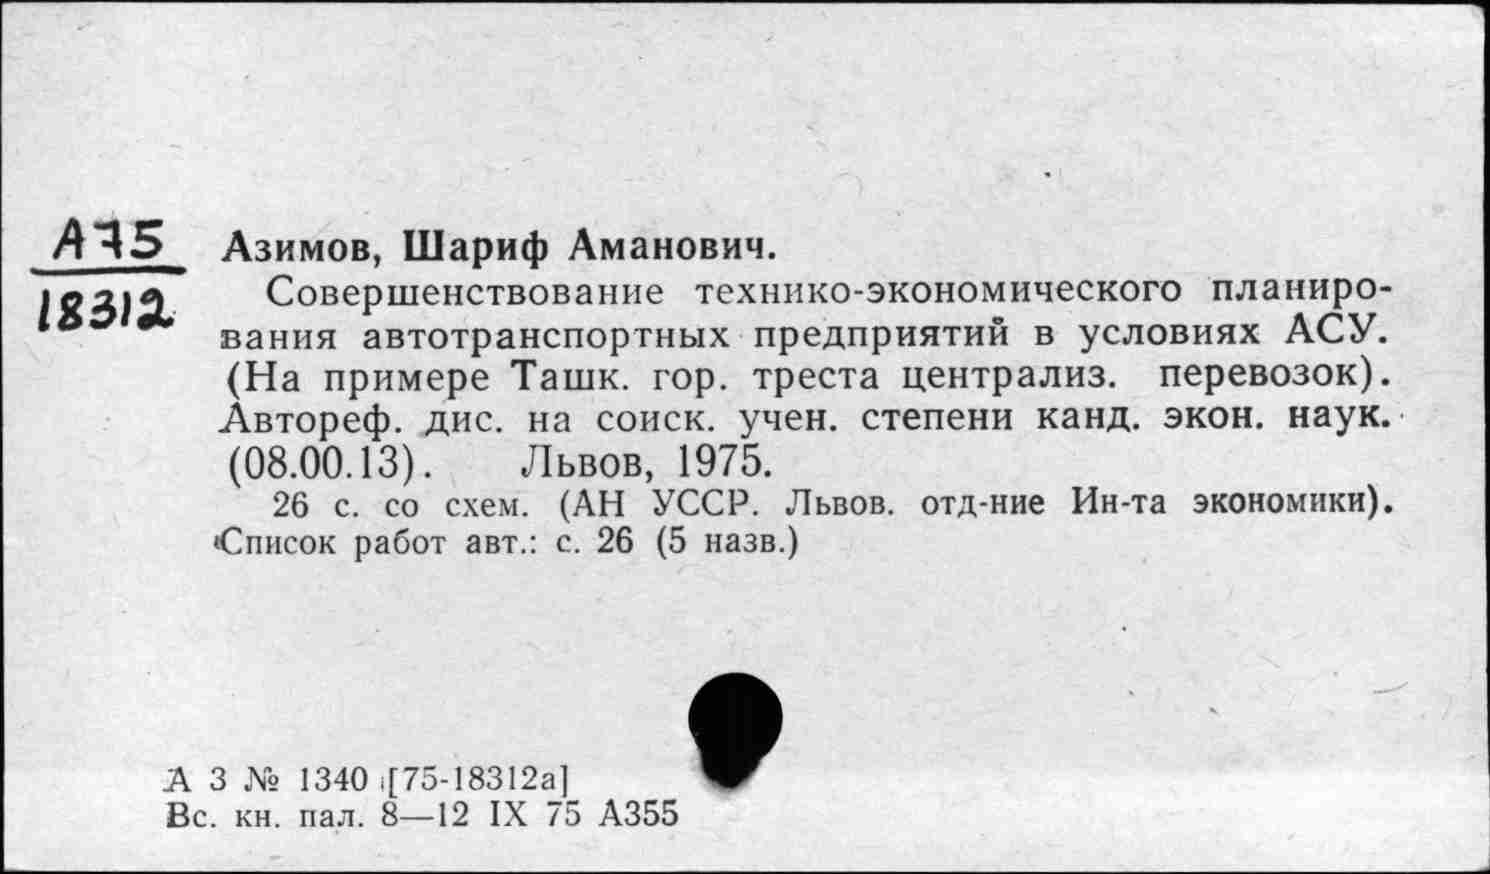 А75
18312
Азимов, Шариф Аманович.
Совершенствование технико-экономического планиро-
вания автотранспортных предприятий в условиях АСУ.
(На примере Ташк. гор. треста централиз. перевозок).
Автореф. дис. на соиск. учен. степени канд. экон. наук.
(08.00.13). Львов, 1975.
26 с. со схем. (АН УССР. Львов. отд-ние Ин-та экономики).
Список работ авт.: с. 26 (5 назв.)
А 3 № 1340 [75-18312а]
Вс. кн. пал. 8—12 IX 75 А355